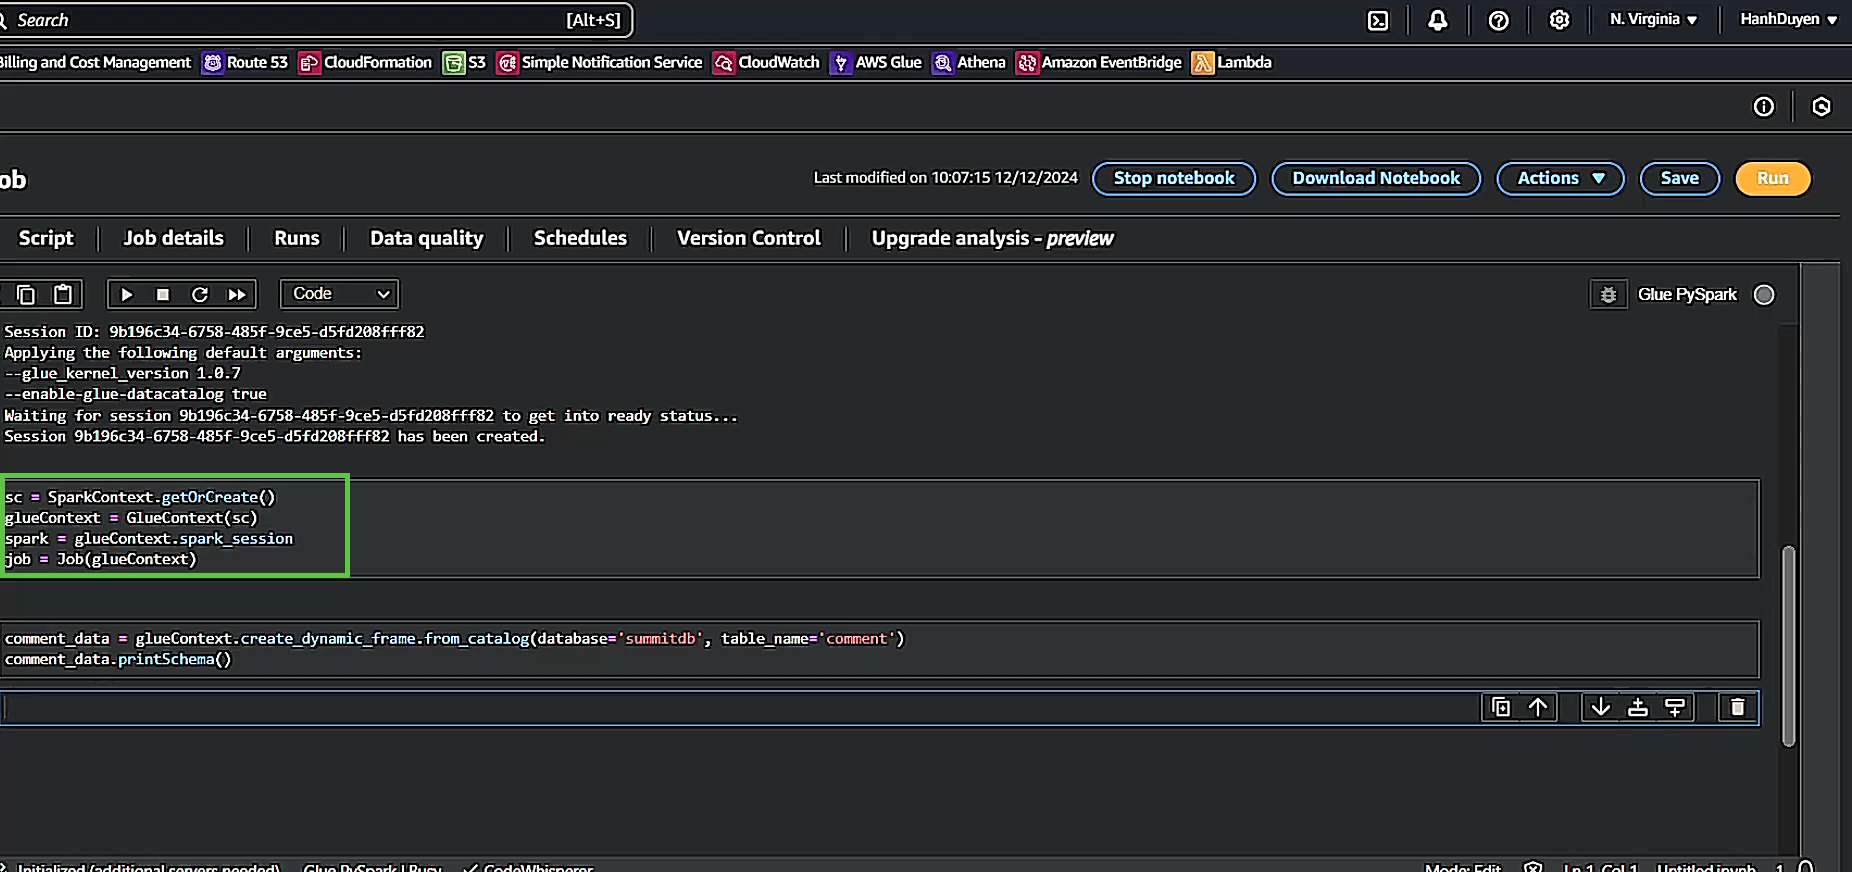 Search [Alt+S] N. Virginia ▼ HanhDuyen ▼
Billing and Cost Management Route 53 CloudFormation S3 Simple Notification Service CloudWatch AWS Glue Athena Amazon EventBridge Lambda
ob Last modified on 10:07:15 12/12/2024 Stop notebook Download Notebook Actions ▼ Save Run
Script Job details Runs Data quality Schedules Version Control Upgrade analysis - preview
Code Glue PySpark
Session ID: 9b196c34-6758-485f-9ce5-d5fd208fff82
Applying the following default arguments:
--glue_kernel_version 1.0.7
--enable-glue-datacatalog true
Waiting for session 9b196c34-6758-485f-9ce5-d5fd208fff82 to get into ready status...
Session 9b196c34-6758-485f-9ce5-d5fd208fff82 has been created.
sc = SparkContext.getOrCreate()
glueContext = GlueContext(sc)
spark = glueContext.spark_session
job = Job(glueContext)
comment_data = glueContext.create_dynamic_frame.from_catalog(database='summitdb', table_name='comment')
comment_data.printSchema()
Initialized (additional servers needed) Glue PySpark | Busy CodeWhisperer Mode: Edit Ln 1, Col 1 Untitled.ipynb 1